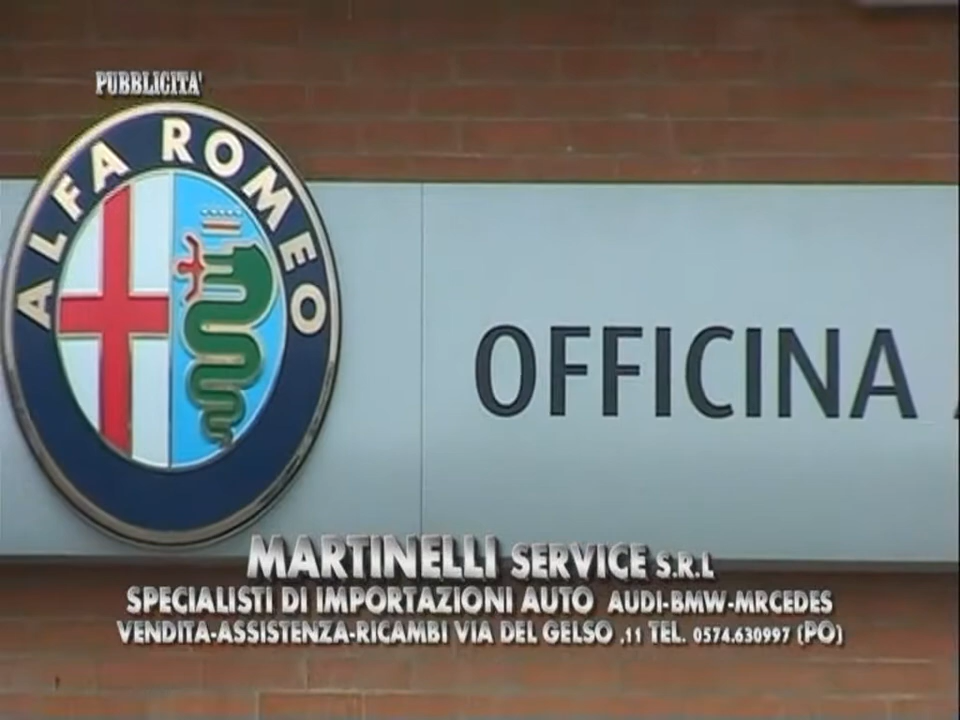 PUBBLICITA'
ALFA ROMEO
OFFICINA
MARTINELLI SERVICE S.R.L
SPECIALISTI DI IMPORTAZIONI AUTO AUDI-BMW-MRCEDES
VENDITA-ASSISTENZA-RICAMBI VIA DEL GELSO ,11 TEL. 0574.630997 (PO)